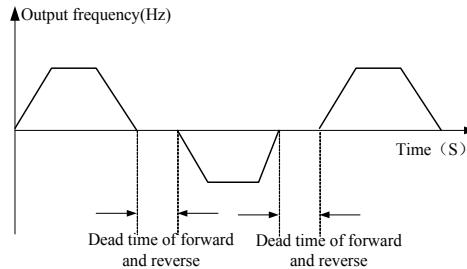 Output frequency(Hz)
Time（S）
Dead time of forward
and reverse
Dead time of forward
and reverse